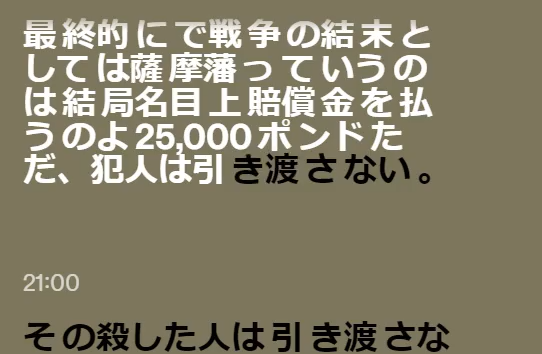 最終的にで戦争の結末と
しては薩摩藩っていうの
は結局名目上賠償金を払
うのよ25,000ポンドた
だ、犯人は引き渡さない。
21:00
その殺した人は引き渡さな